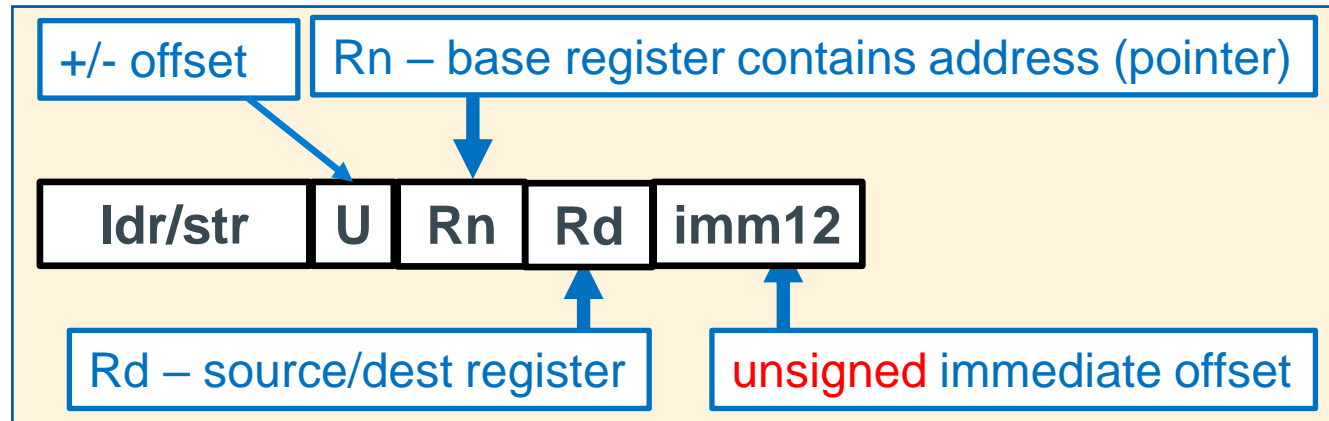 +/- offset
Rn – base register contains address (pointer)
ldr/str U Rn Rd imm12
Rd – source/dest register
unsigned immediate offset